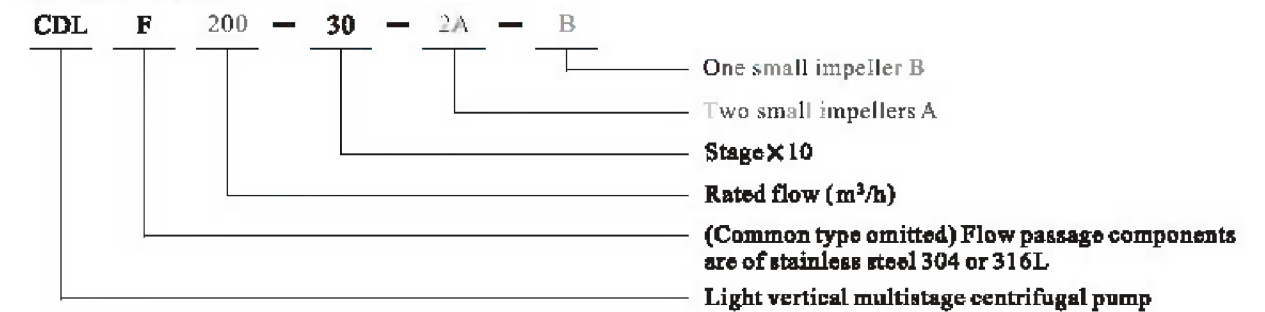 CDL F 200 - 30 - 2A - B
One small impeller B
Two small impellers A
Stage×10
Rated flow (m³/h)
(Common type omitted) Flow passage components
are of stainless steel 304 or 316L
Light vertical multistage centrifugal pump